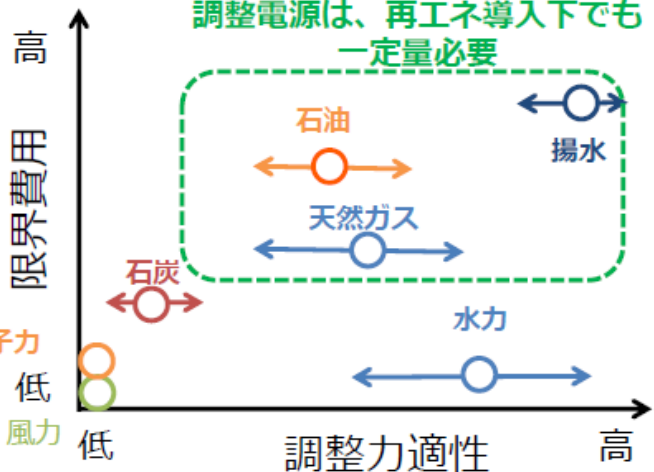 調整電源は、再エネ導入下でも
一定量必要
高
限界費用
石油
揚水
天然ガス
石炭
水力
子力
低
風力
低
調整力適性
高